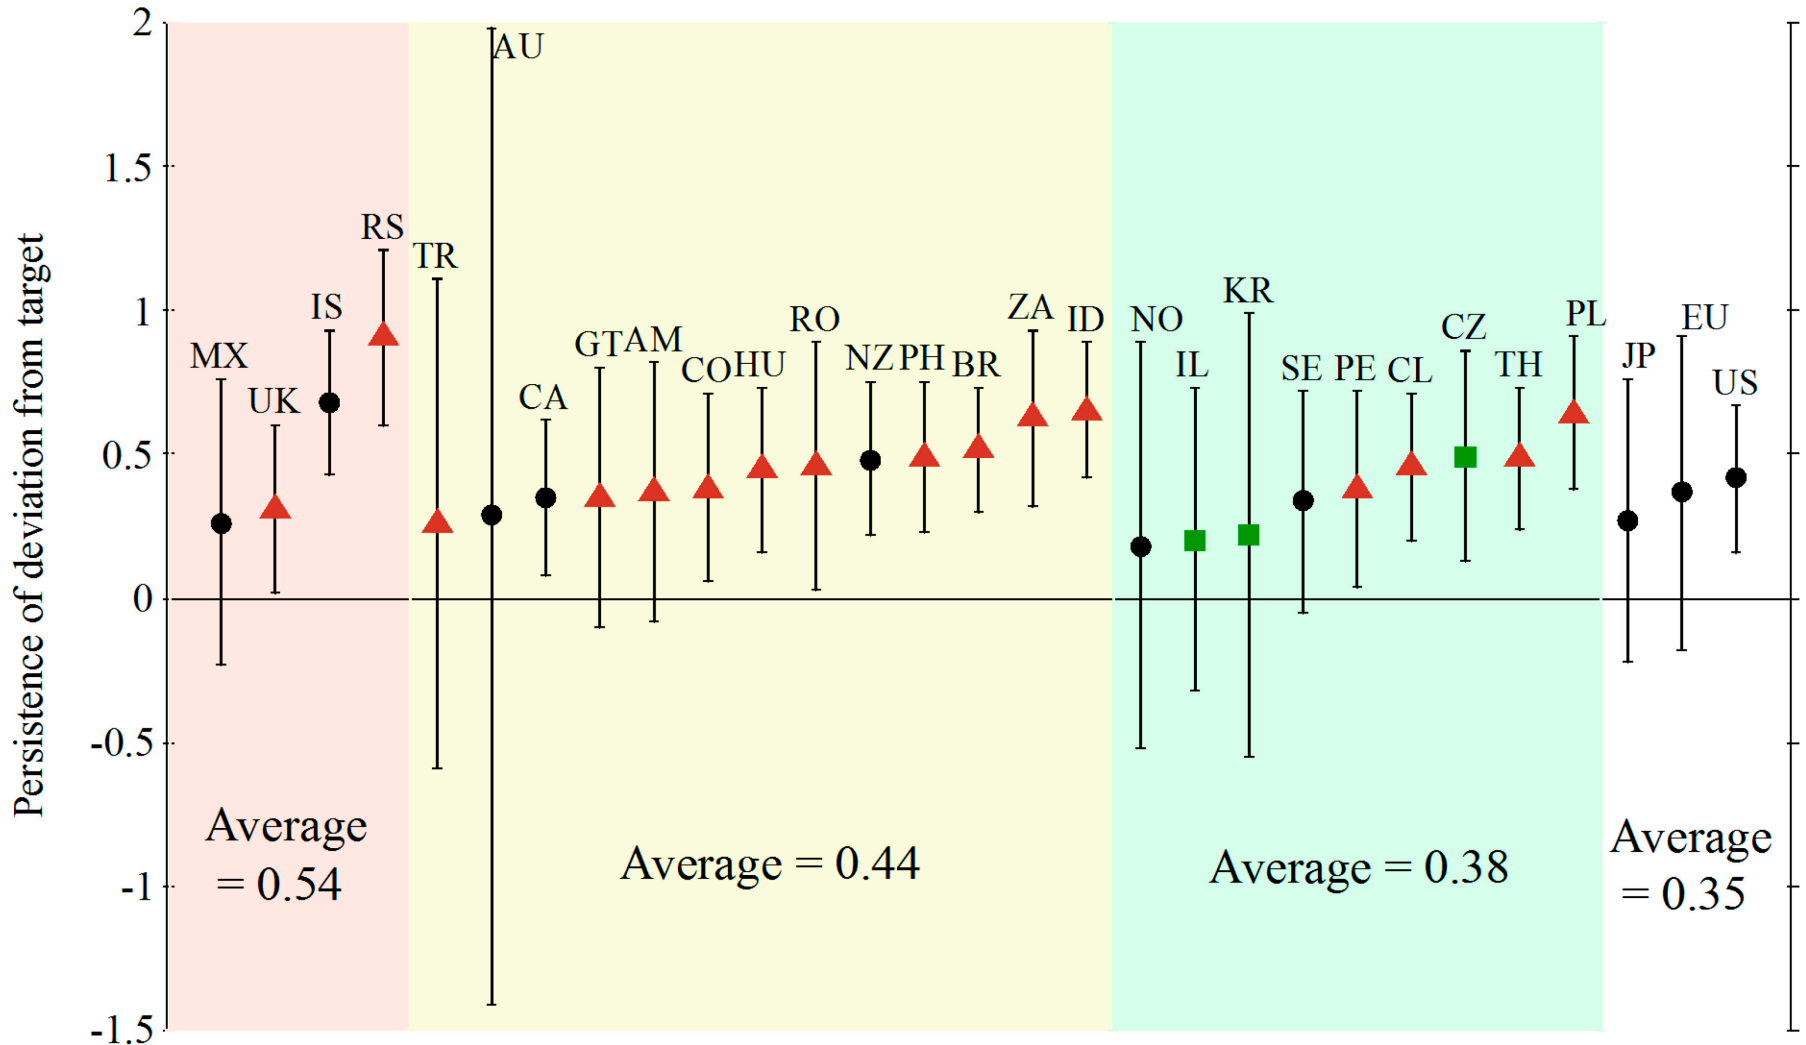 Persistence of deviation from target
2
1.5
1
0.5
0
-0.5
-1
-1.5
MX
UK
IS
RS
TR
AU
CA
GT
AM
CO
HU
RO
NZ
PH
BR
ZA
ID
NO
IL
KR
SE
PE
CL
CZ
TH
PL
JP
EU
US
Average
= 0.54
Average = 0.44
Average = 0.38
Average
= 0.35